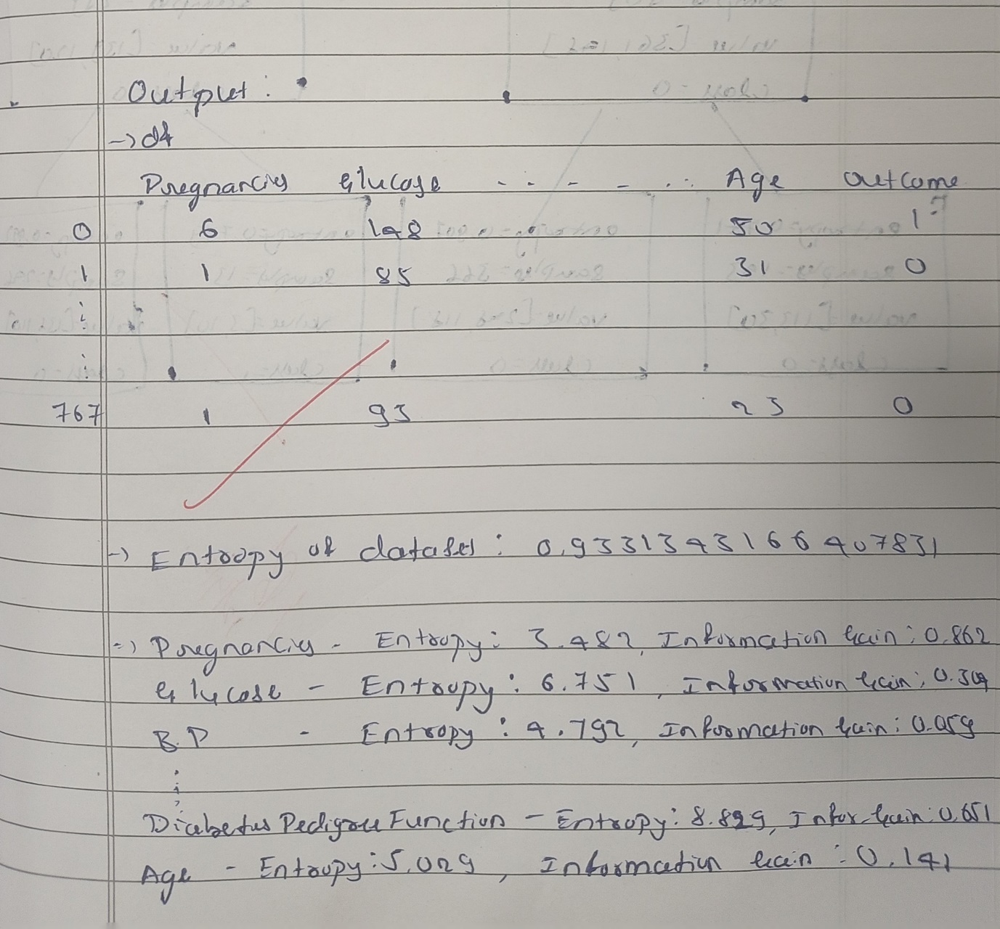 Output :
→ df
Pregnancies Glucose - - - - . . Age Outcome
0 6 148 50 1
1 1 85 31 0
:
:
767 1 93 23 0
→ Entropy of dataset : 0.9331343166407831
→ Pregnancies - Entropy : 3.482, Information Gain : 0.862
Glucose - Entropy : 6.751, Information Gain : 0.304
B.P - Entropy : 4.792, Information Gain : 0.059
:
Diabetes Pedigree Function - Entropy : 8.829, Infor Gain : 0.651
Age - Entropy : 5.029, Information Gain : 0.141